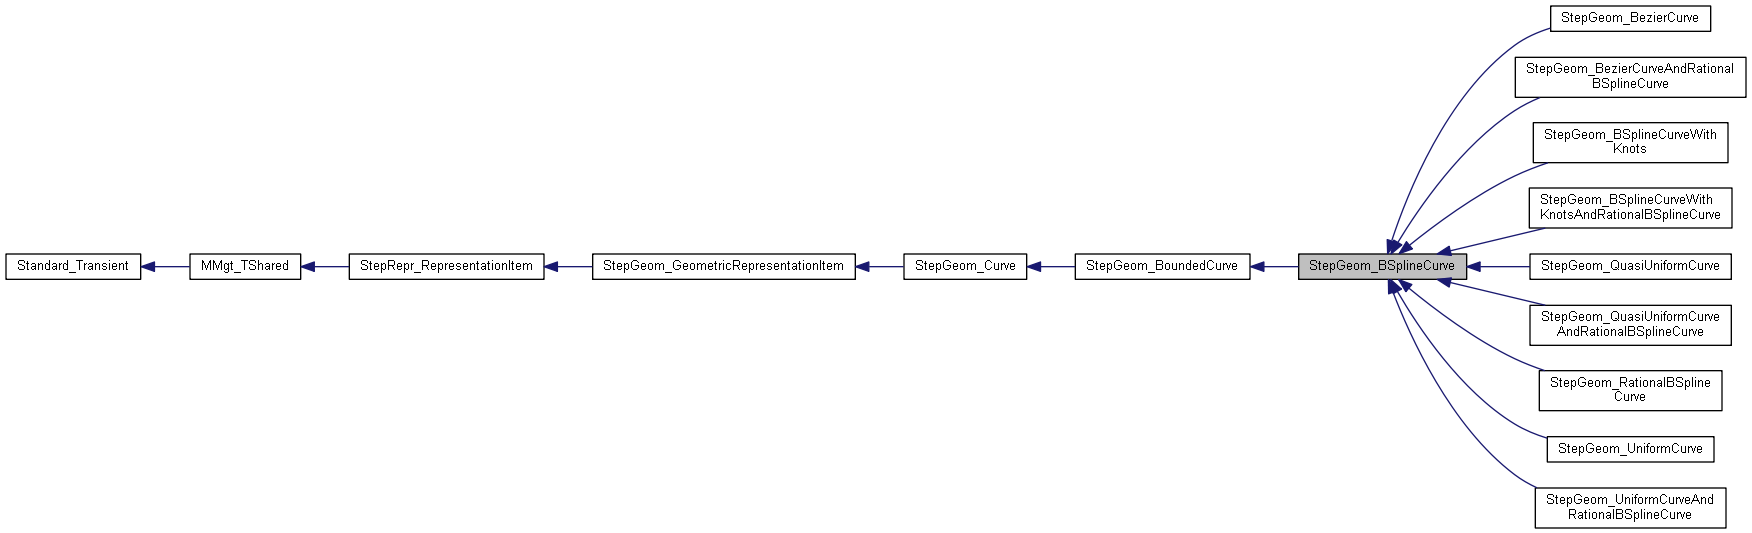 StepGeom_BezierCurve
StepGeom_BezierCurveAndRational
BSplineCurve
StepGeom_BSplineCurveWith
Knots
StepGeom_BSplineCurveWith
KnotsAndRationalBSplineCurve
Standard_Transient
MMgt_TShared
StepRepr_RepresentationItem
StepGeom_GeometricRepresentationItem
StepGeom_Curve
StepGeom_BoundedCurve
StepGeom_BSplineCurve
StepGeom_QuasiUniformCurve
StepGeom_QuasiUniformCurve
AndRationalBSplineCurve
StepGeom_RationalBSpline
Curve
StepGeom_UniformCurve
StepGeom_UniformCurveAnd
RationalBSplineCurve